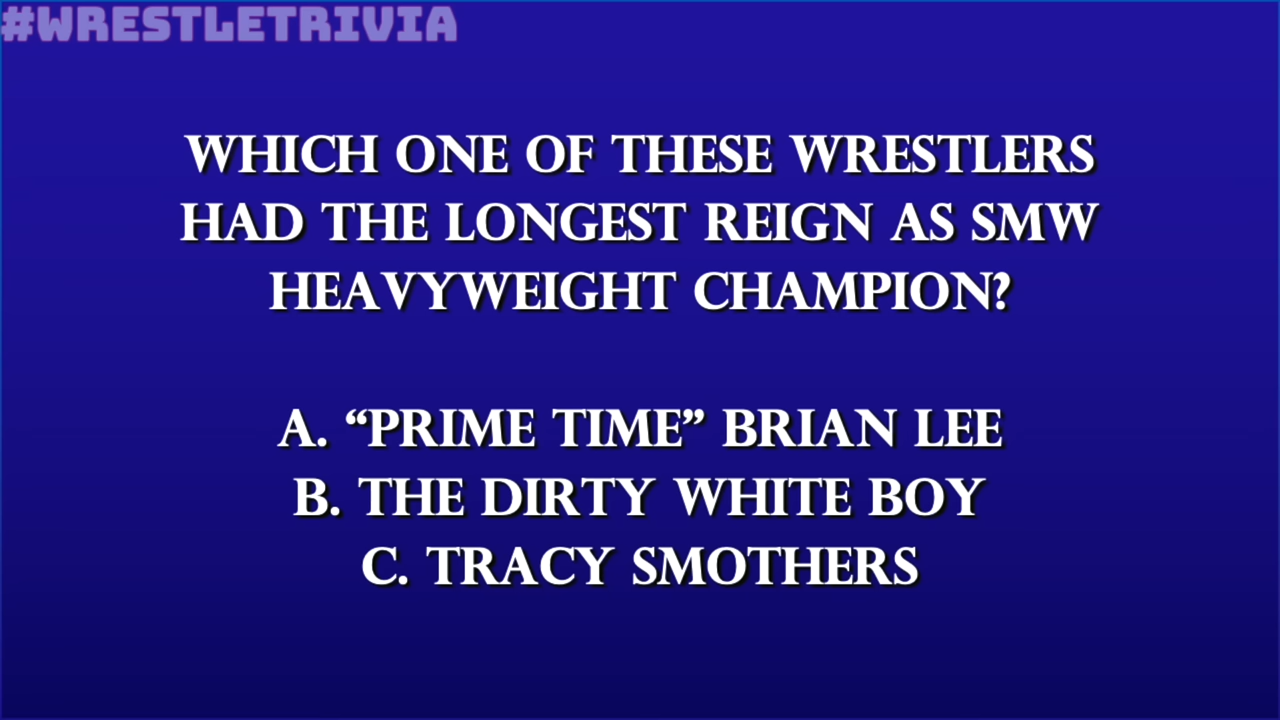 #WRESTLETRIVIA
WHICH ONE OF THESE WRESTLERS
HAD THE LONGEST REIGN AS SMW
HEAVYWEIGHT CHAMPION?
A. “PRIME TIME” BRIAN LEE
B. THE DIRTY WHITE BOY
C. TRACY SMOTHERS